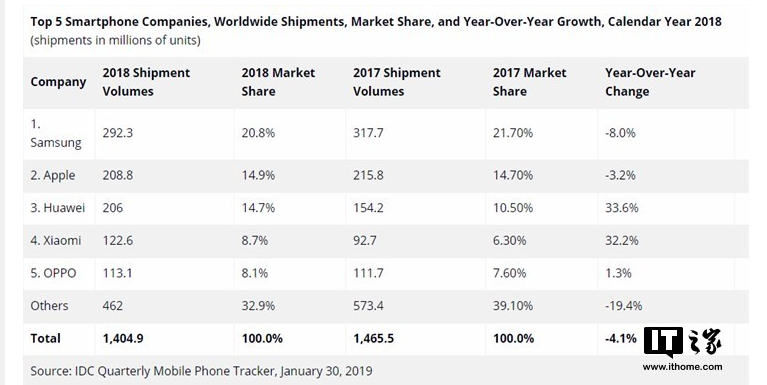 Top 5 Smartphone Companies, Worldwide Shipments, Market Share, and Year-Over-Year Growth, Calendar Year 2018
(shipments in millions of units)
Company 2018 Shipment Volumes 2018 Market Share 2017 Shipment Volumes 2017 Market Share Year-Over-Year Change
1. Samsung 292.3 20.8% 317.7 21.70% -8.0%
2. Apple 208.8 14.9% 215.8 14.70% -3.2%
3. Huawei 206 14.7% 154.2 10.50% 33.6%
4. Xiaomi 122.6 8.7% 92.7 6.30% 32.2%
5. OPPO 113.1 8.1% 111.7 7.60% 1.3%
Others 462 32.9% 573.4 39.10% -19.4%
Total 1,404.9 100.0% 1,465.5 100.0% -4.1%
IT之家
www.ithome.com
Source: IDC Quarterly Mobile Phone Tracker, January 30, 2019